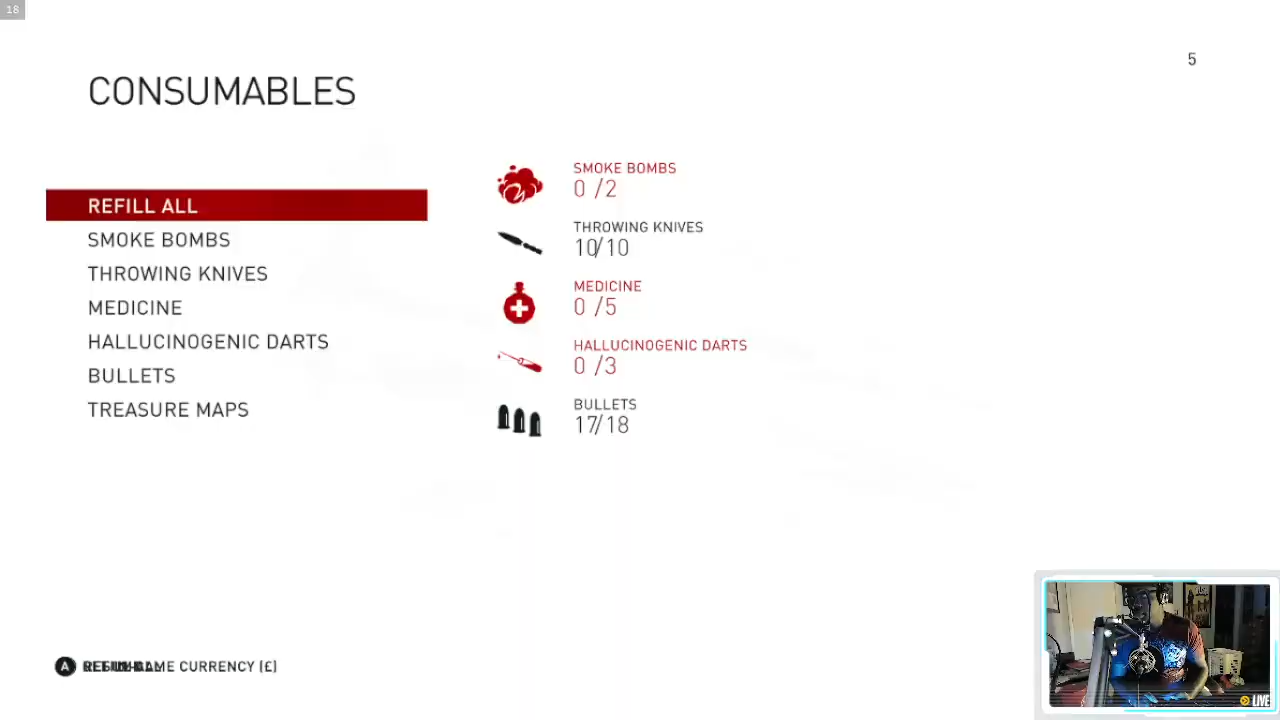 18
5
CONSUMABLES
REFILL ALL
SMOKE BOMBS
THROWING KNIVES
MEDICINE
HALLUCINOGENIC DARTS
BULLETS
TREASURE MAPS
SMOKE BOMBS
0 /2
THROWING KNIVES
10/10
MEDICINE
0 /5
HALLUCINOGENIC DARTS
0 /3
BULLETS
17/18
A CURRENCY (£)
LIVE